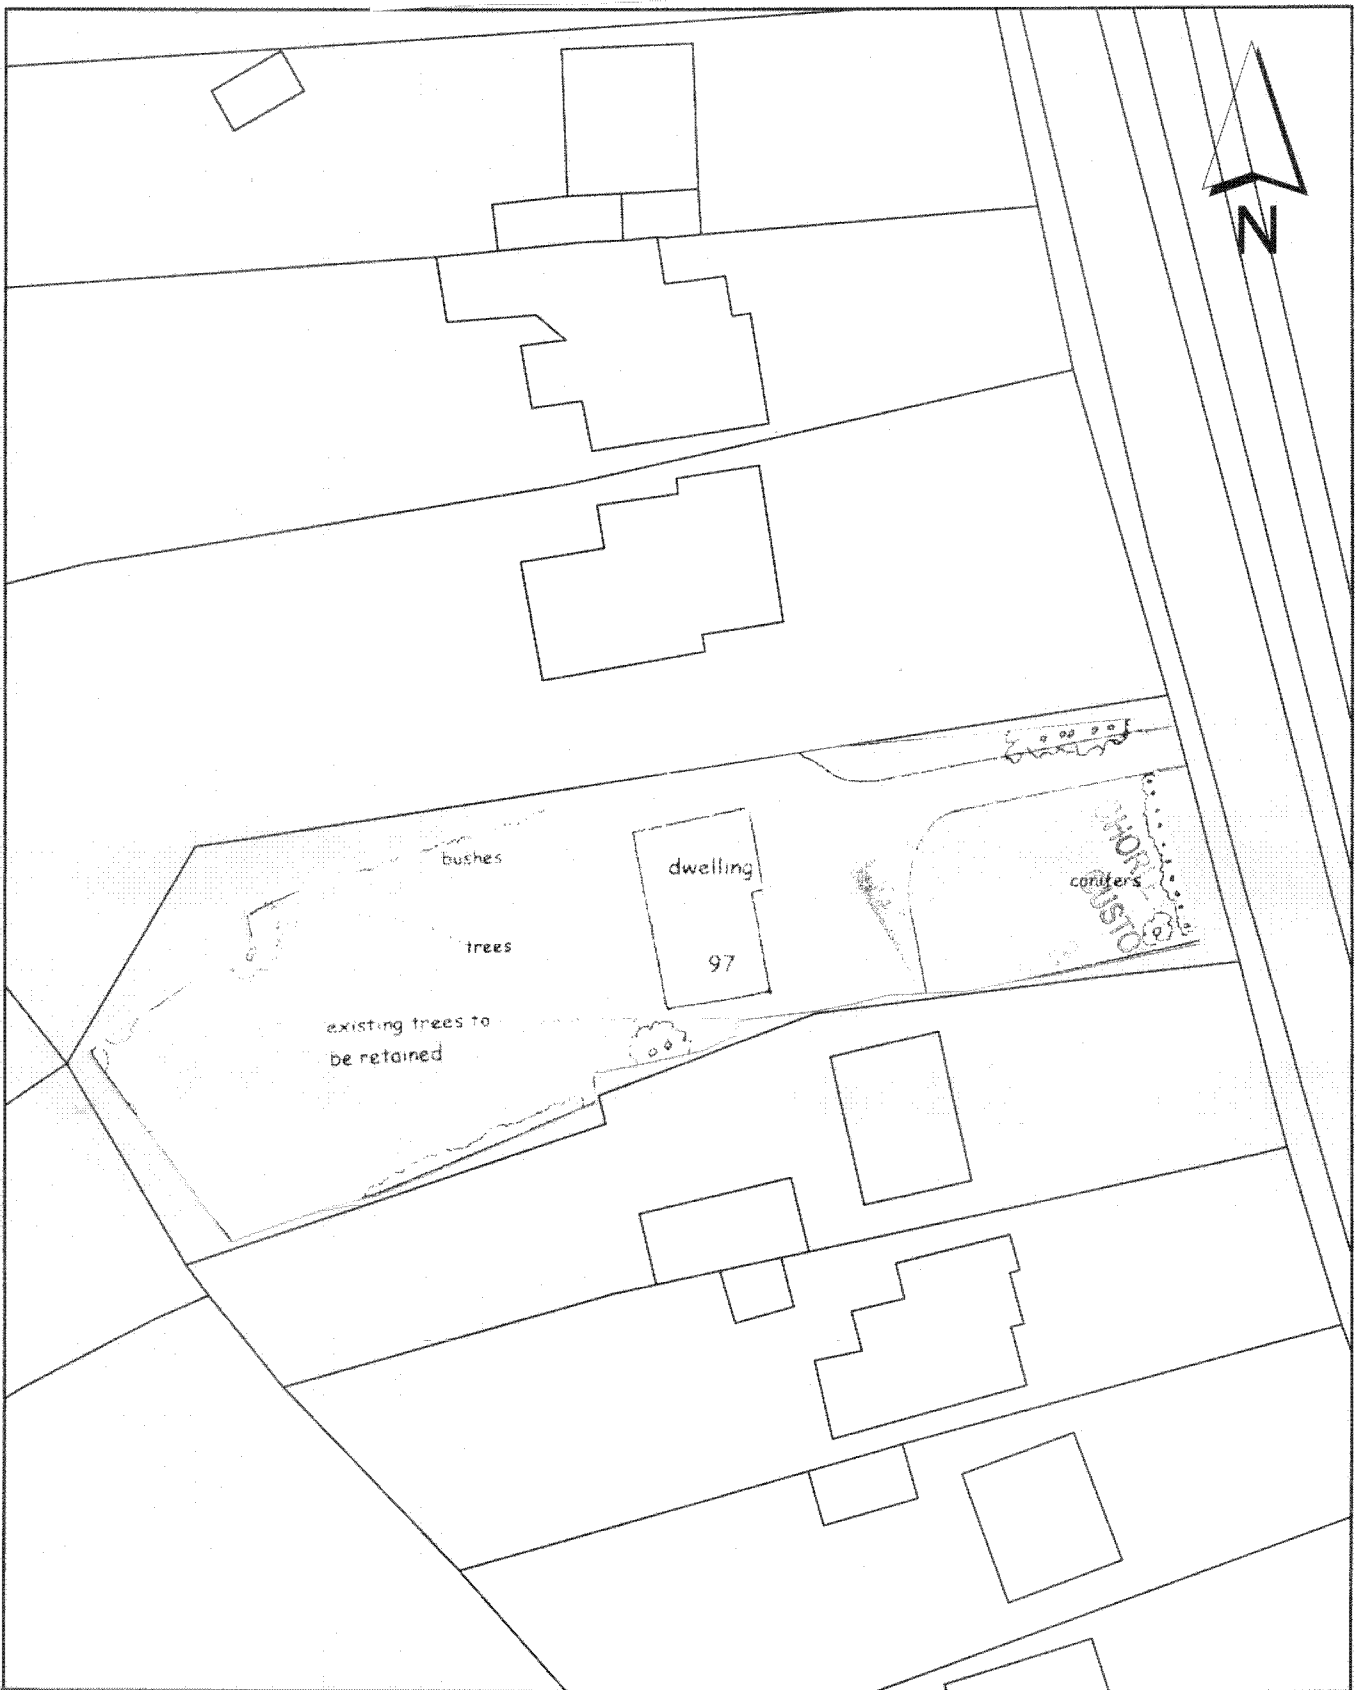 N
bushes
dwelling
conifers
trees
97
existing trees to
be retained